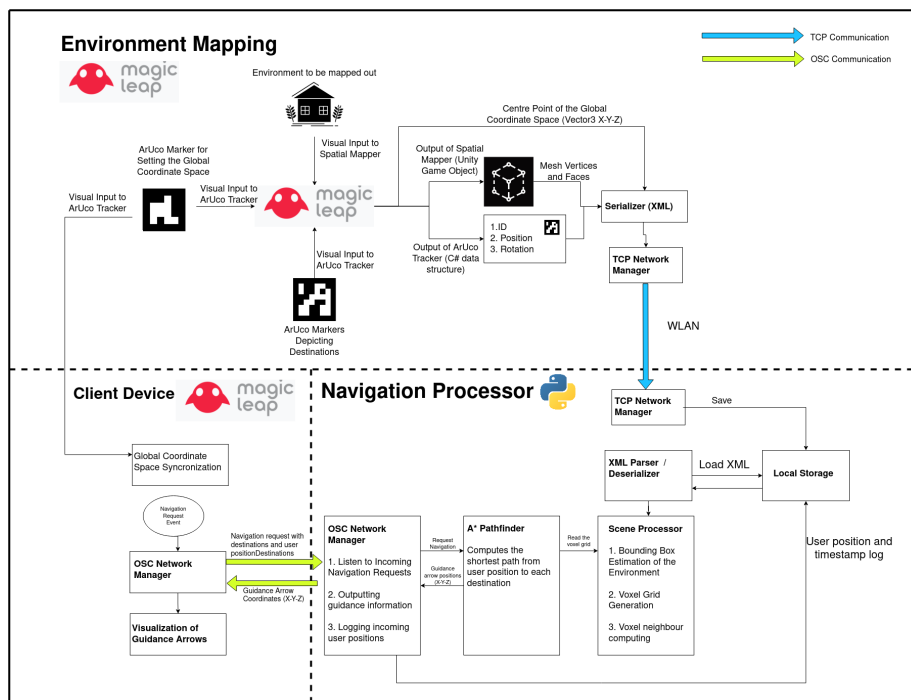 Environment Mapping
magic
leap
TCP Communication
OSC Communication
Environment to be mapped out
Visual Input to
Spatial Mapper
Centre Point of the Global
Coordinate Space (Vector3 X-Y-Z)
ArUco Marker for
Setting the Global
Coordinate Space
Visual Input to
ArUco Tracker
Visual Input to
ArUco Tracker
magic
leap
Output of Spatial
Mapper (Unity
Game Object)
Mesh Vertices
and Faces
Serializer (XML)
1.ID
2. Position
3. Rotation
Output of ArUco
Tracker (C# data
structure)
Visual Input to
ArUco Tracker
TCP Network
Manager
ArUco Markers
Depicting
Destinations
WLAN
Client Device
magic
leap
Navigation Processor
TCP Network
Manager
Save
Global Coordinate
Space Syncronization
XML Parser /
Deserializer
Load XML
Local Storage
Navigation
Request
Event
Navigation request with
destinations and user
positionDestinations
OSC Network
Manager
Guidance Arrow
Coordinates (X-Y-Z)
Visualization of
Guidance Arrows
OSC Network
Manager
1. Listen to Incoming
Navigation Requests
2. Outputting
guidance information
3. Logging incoming
user positions
Request
Navigation
Guidance
arrow positions
(X-Y-Z)
A* Pathfinder
Computes the
shortest path from
user position to each
destination
Read the
voxel grid
Scene Processor
1. Bounding Box
Estimation of the
Environment
2. Voxel Grid
Generation
3. Voxel neighbour
computing
User position and
timestamp log